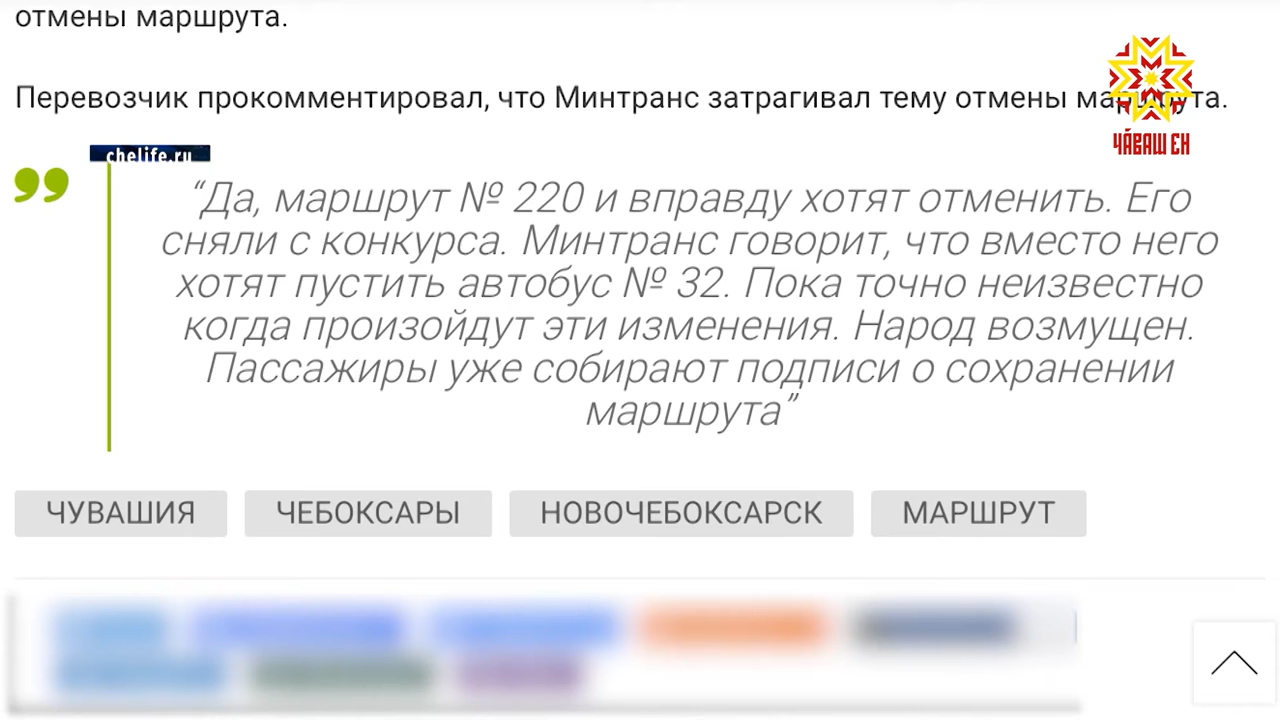 отмены маршрута.
Перевозчик прокомментировал, что Минтранс затрагивал тему отмены маршрута.
ЧӐВАШ ЕН
chelife.ru
“Да, маршрут № 220 и вправду хотят отменить. Его
сняли с конкурса. Минтранс говорит, что вместо него
хотят пустить автобус № 32. Пока точно неизвестно
когда произойдут эти изменения. Народ возмущен.
Пассажиры уже собирают подписи о сохранении
маршрута”
ЧУВАШИЯ ЧЕБОКСАРЫ НОВОЧЕБОКСАРСК МАРШРУТ